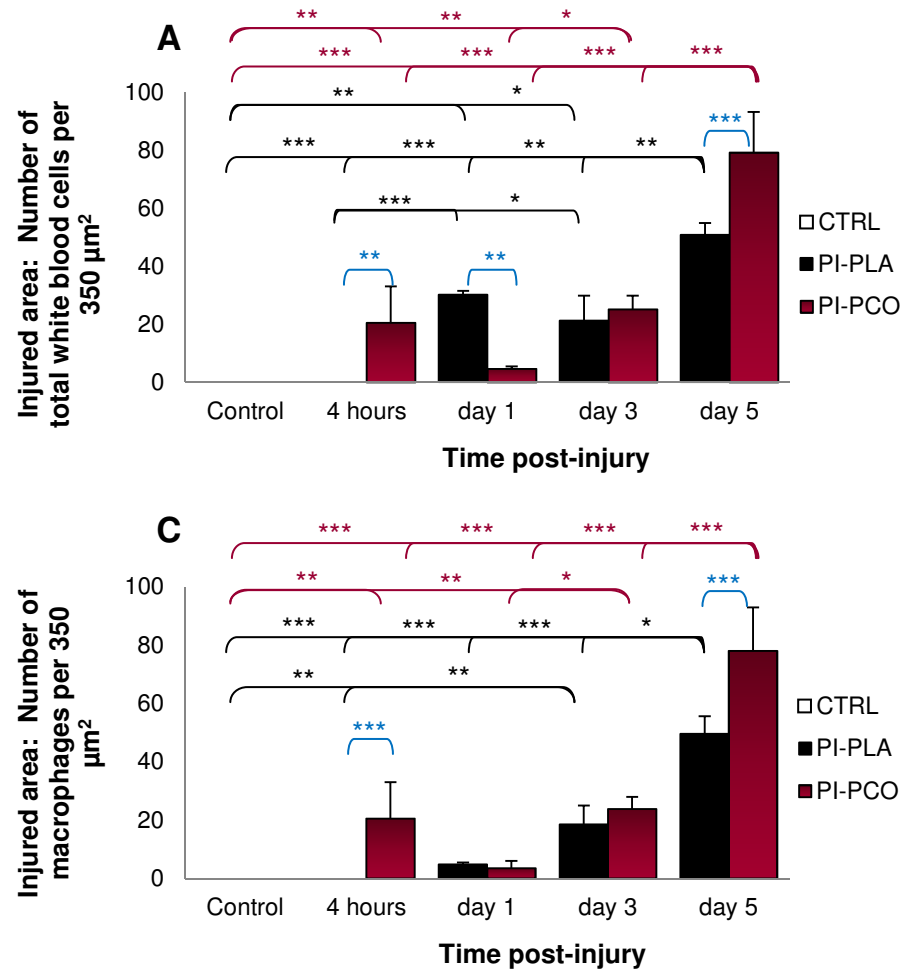 A
** ** *
*** *** *** ***
** *
*** *** ** **
*** *
** **
***
100
80
60
40
20
0
Injured area: Number of
total white blood cells per
350 µm²
Control 4 hours day 1 day 3 day 5
Time post-injury
CTRL
PI-PLA
PI-PCO
C
*** *** *** ***
** ** *
*** *** *** *
** **
***
***
100
80
60
40
20
0
Injured area: Number of
macrophages per 350
µm²
Control 4 hours day 1 day 3 day 5
Time post-injury
CTRL
PI-PLA
PI-PCO